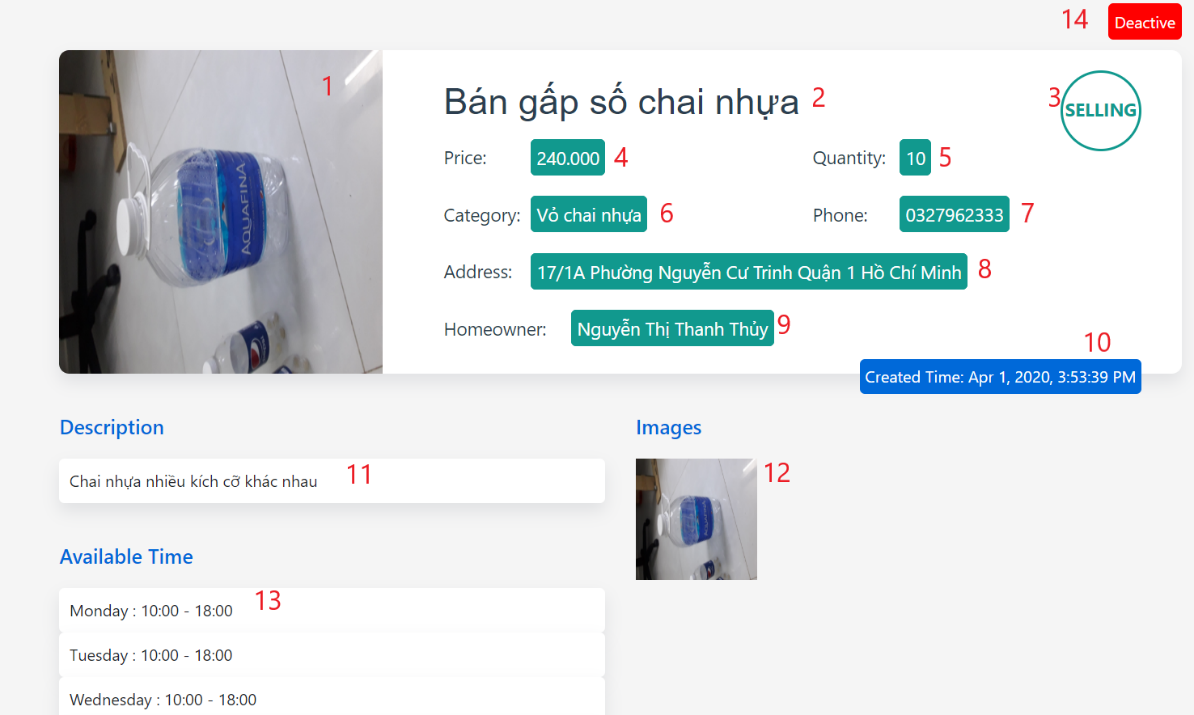 14 Deactive
1
Bán gấp số chai nhựa 2
3 SELLING
Price: 240.000 4 Quantity: 10 5
Category: Vỏ chai nhựa 6 Phone: 0327962333 7
Address: 17/1A Phường Nguyễn Cư Trinh Quận 1 Hồ Chí Minh 8
Homeowner: Nguyễn Thị Thanh Thủy 9
10
Created Time: Apr 1, 2020, 3:53:39 PM
AQUAFINA
Description
Chai nhựa nhiều kích cỡ khác nhau 11
Images
12
Available Time
Monday : 10:00 - 18:00 13
Tuesday : 10:00 - 18:00
Wednesday : 10:00 - 18:00